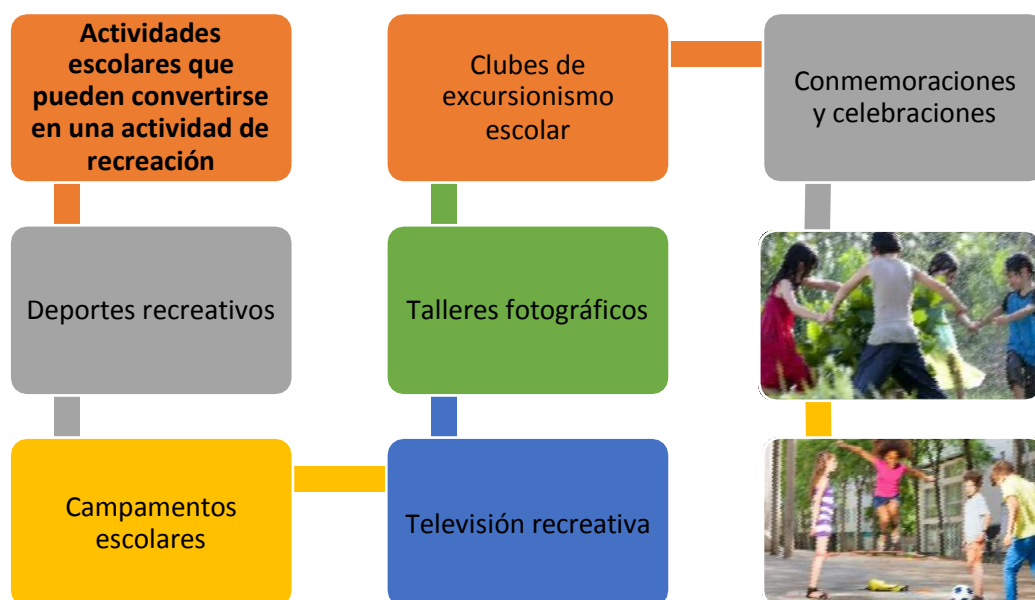 Actividades
escolares que
pueden convertirse
en una actividad de
recreación
Deportes recreativos
Campamentos
escolares
Televisión recreativa
Talleres fotográficos
Clubes de
excursionismo
escolar
Conmemoraciones
y celebraciones